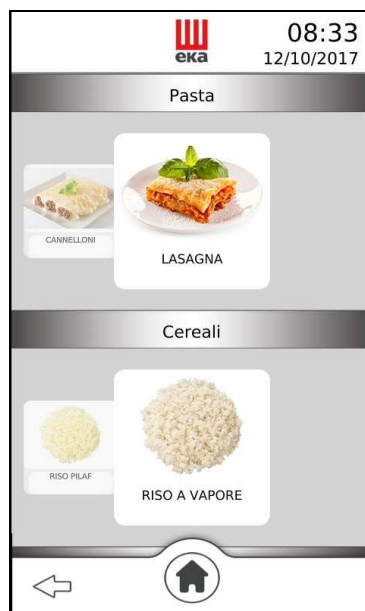 eka
08:33
12/10/2017
Pasta
CANNELLONI
LASAGNA
Cereali
RISO PILAF
RISO A VAPORE